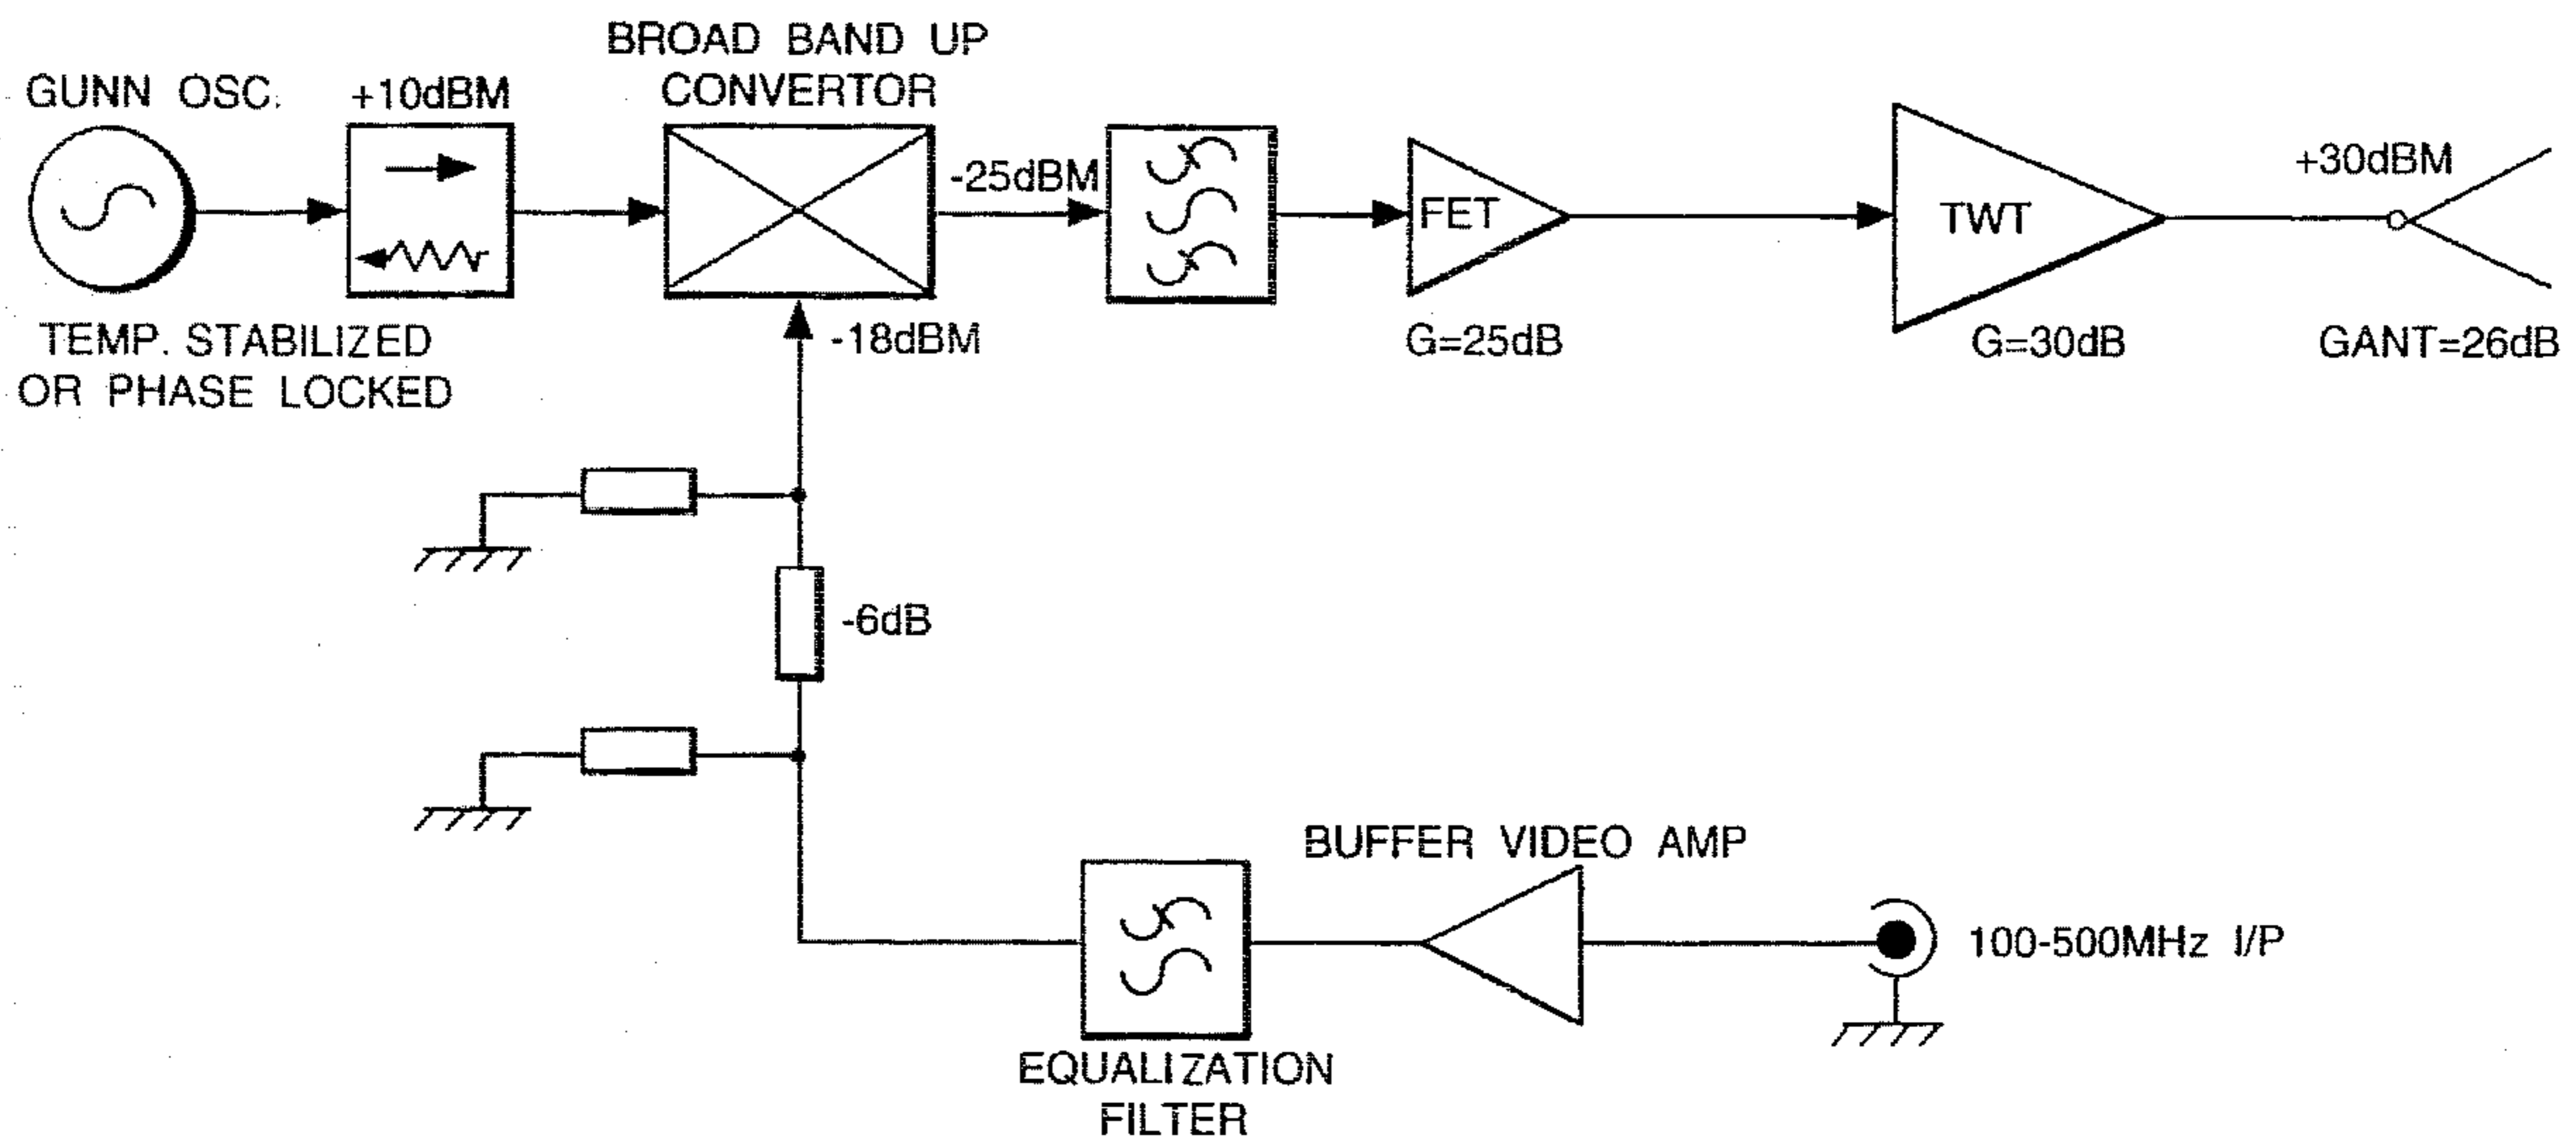 BROAD BAND UP
CONVERTOR
GUNN OSC.
+10dBM
-25dBM
+30dBM
FET
TWT
TEMP. STABILIZED
OR PHASE LOCKED
-18dBM
G=25dB
G=30dB
GANT=26dB
-6dB
BUFFER VIDEO AMP
100-500MHz I/P
EQUALIZATION
FILTER